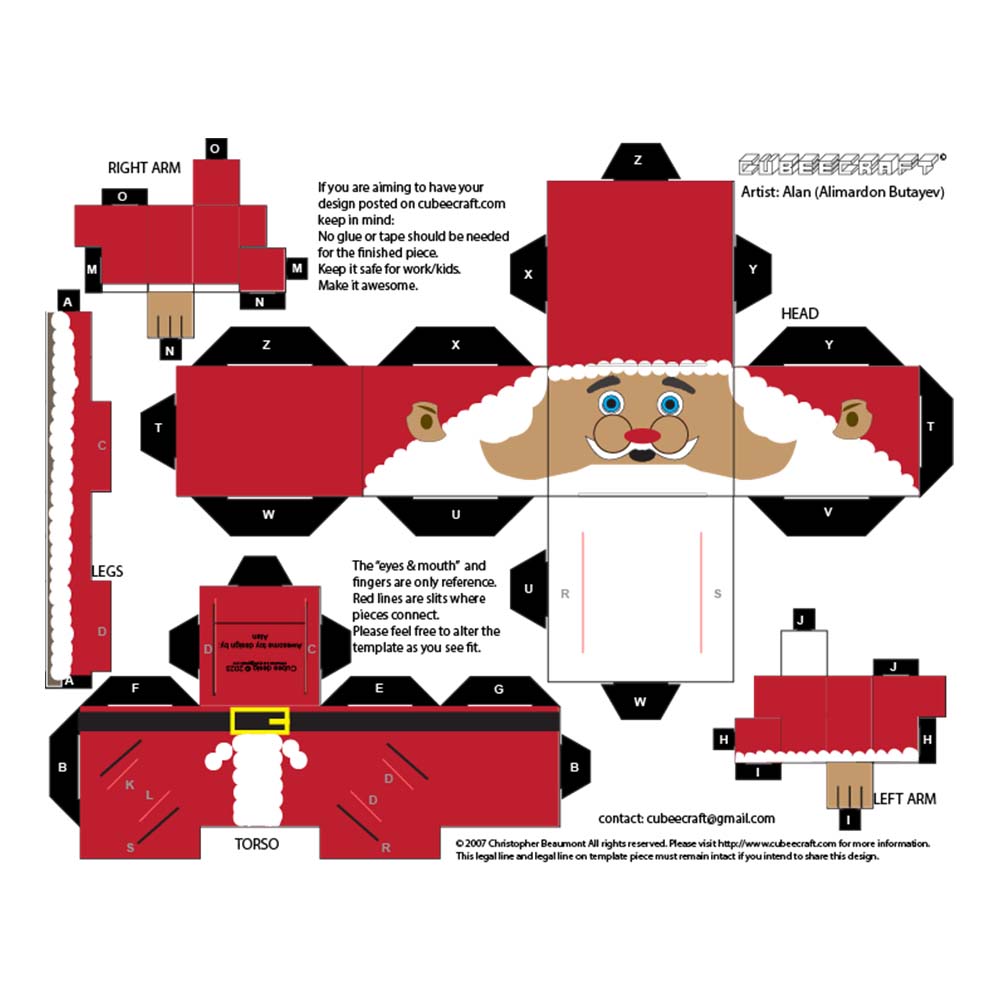 CUBEECRAFT©
Artist: Alan (Alimardon Butayev)
RIGHT ARM
O
O
M
M
N
N
If you are aiming to have your
design posted on cubeecraft.com
keep in mind:
No glue or tape should be needed
for the finished piece.
Keep it safe for work/kids.
Make it awesome.
Z
X
Y
HEAD
Z
X
Y
T
T
W
U
V
U
R
S
W
A
C
D
A
LEGS
The "eyes & mouth" and
fingers are only reference.
Red lines are slits where
pieces connect.
Please feel free to alter the
template as you see fit.
D
C
Awesome toy design by:
Alan
F
E
G
B
B
K
L
S
D
D
R
TORSO
J
J
H
H
I
I
LEFT ARM
contact: cubeecraft@gmail.com
© 2007 Christopher Beaumont All rights reserved. Please visit http://www.cubeecraft.com for more information.
This legal line and legal line on template piece must remain intact if you intend to share this design.